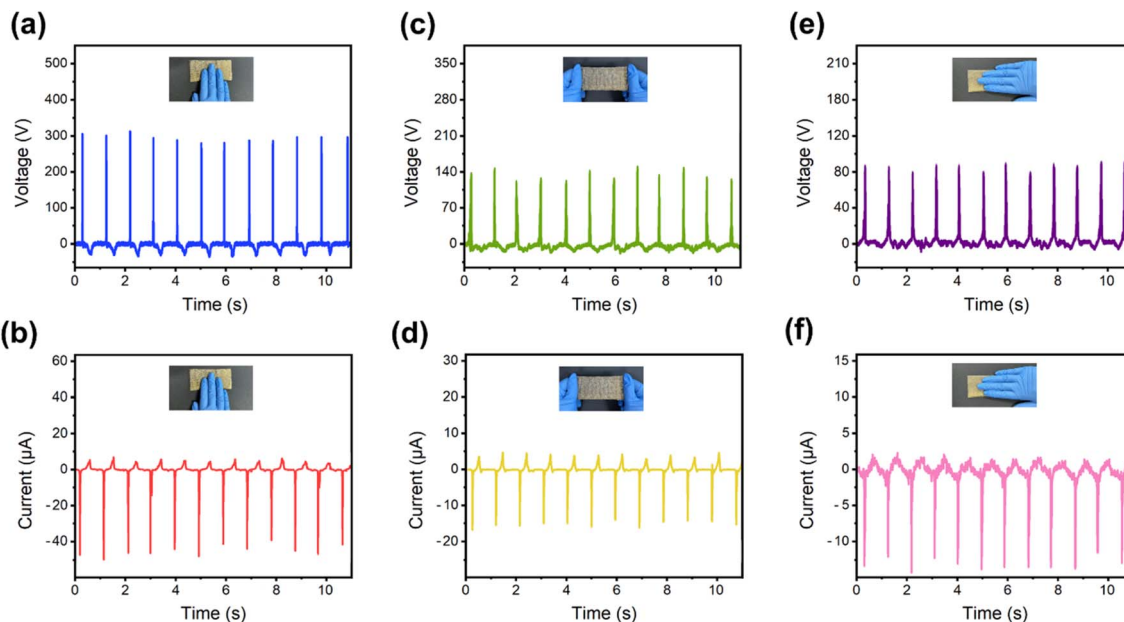 (a)
500
400
300
200
100
0
Voltage (V)
0 2 4 6 8 10
Time (s)
(c)
350
280
210
140
70
0
Voltage (V)
0 2 4 6 8 10
Time (s)
(e)
210
180
120
80
40
0
Voltage (V)
0 2 4 6 8 10
Time (s)
(b)
60
40
20
0
-20
-40
Current (μA)
0 2 4 6 8 10
Time (s)
(d)
30
20
10
0
-10
-20
Current (μA)
0 2 4 6 8 10
Time (s)
(f)
15
10
5
0
-5
-10
Current (μA)
0 2 4 6 8 10
Time (s)